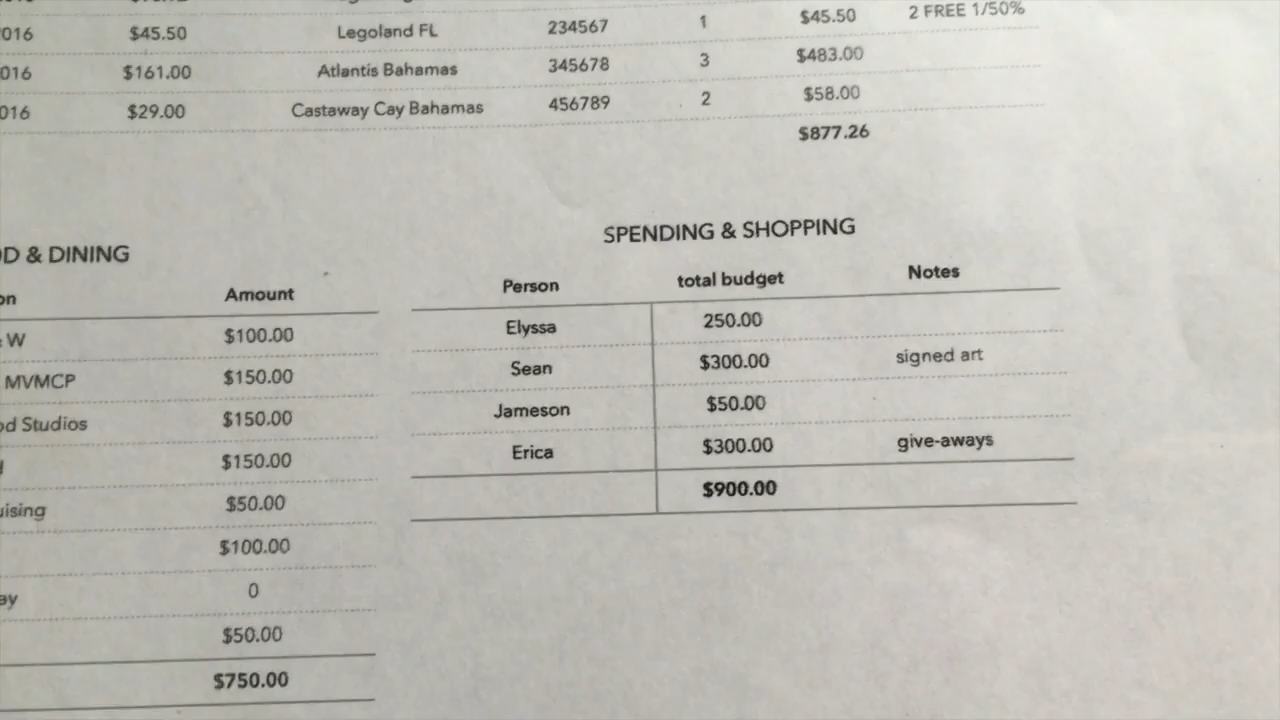 016 $45.50 Legoland FL 234567 1 $45.50 2 FREE 1/50%
016 $161.00 Atlantis Bahamas 345678 3 $483.00
016 $29.00 Castaway Cay Bahamas 456789 2 $58.00
$877.26
D & DINING
on Amount
W $100.00
MVMCP $150.00
od Studios $150.00
$150.00
uising $50.00
$100.00
ay 0
$50.00
$750.00
SPENDING & SHOPPING
Person total budget Notes
Elyssa 250.00
Sean $300.00 signed art
Jameson $50.00
Erica $300.00 give-aways
$900.00